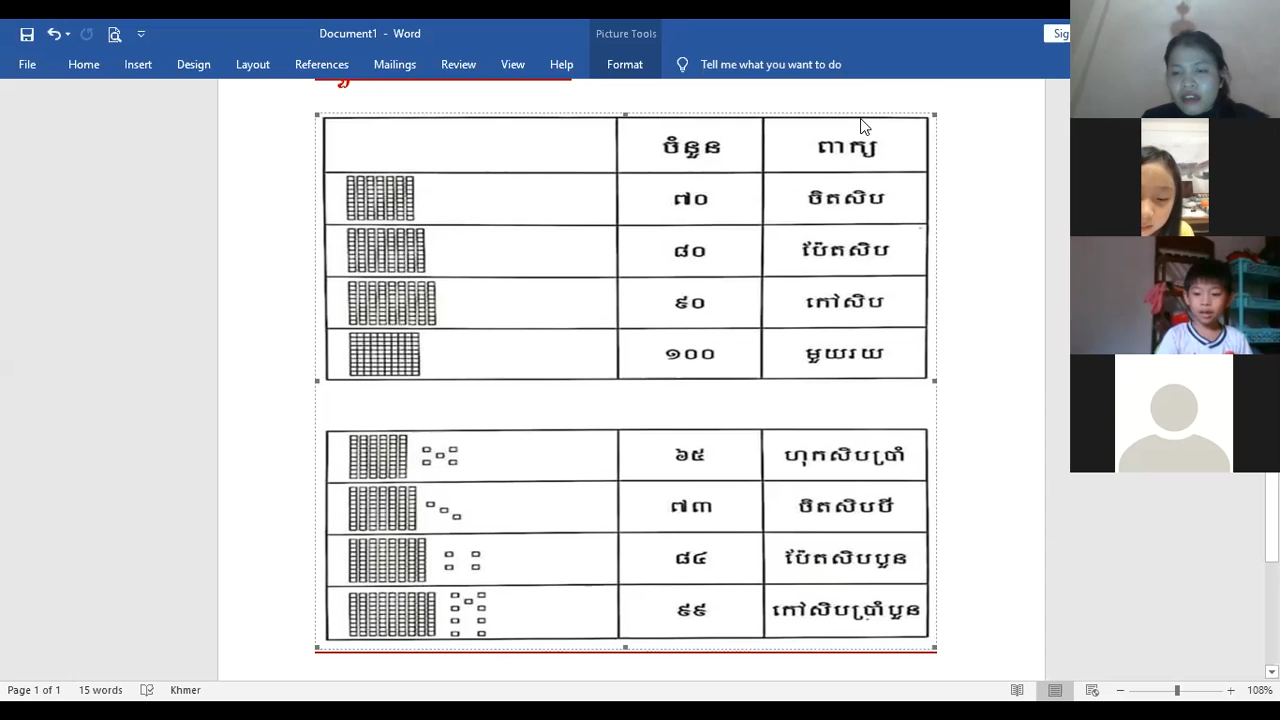 Document1 - Word
Picture Tools
Sig
File Home Insert Design Layout References Mailings Review View Help Format Tell me what you want to do
ចំនួន ពាក្យ
៧០ ចិតសិប
៨០ ប៉ែតសិប
៩០ កៅសិប
១០០ មួយរយ
៦៥ ហុកសិបប្រាំ
៧៣ ចិតសិបបី
៨៤ ប៉ែតសិបបួន
៩៩ កៅសិបប្រាំបួន
Page 1 of 1 15 words Khmer 108%